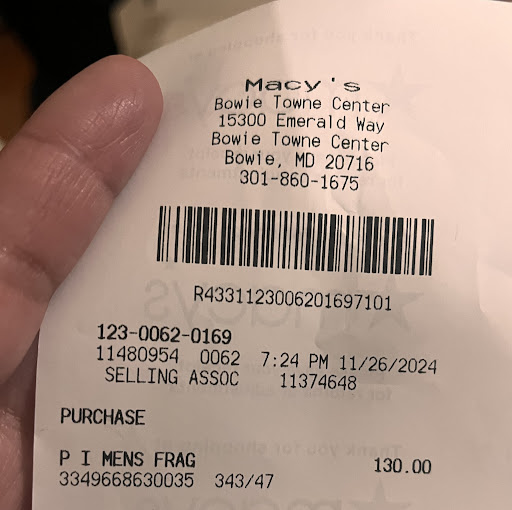 Macy's
Bowie Towne Center
15300 Emerald Way
Bowie Towne Center
Bowie, MD 20716
301-860-1675
R4331123006201697101
123-0062-0169
11480954 0062 7:24 PM 11/26/2024
SELLING ASSOC 11374648
PURCHASE
P I MENS FRAG 130.00
3349668630035 343/47